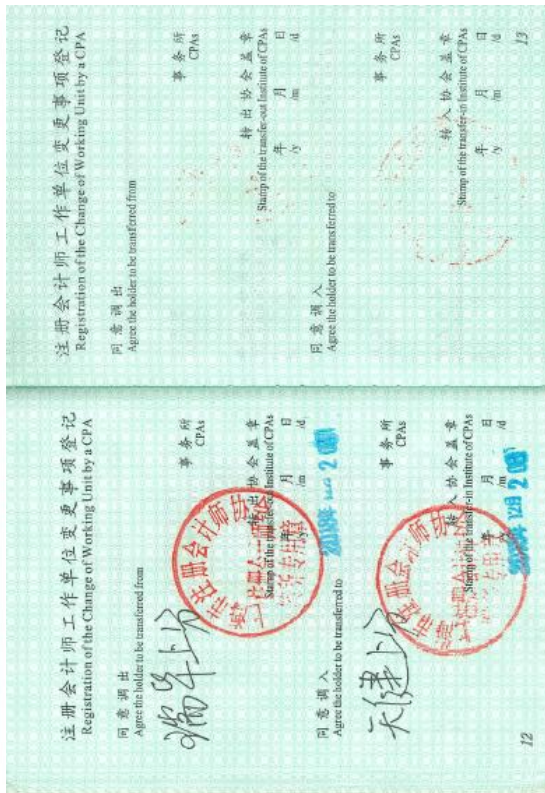 注册会计师工作单位变更事项登记
Registration of the Change of Working Unit by a CPA
同意调出
Agree the holder to be transferred from
事务所
CPAs
转出协会盖章
Stamp of the transfer-out Institute of CPAs
年 月 日
/y /m /d
同意调入
Agree the holder to be transferred to
天健上分
事务所
CPAs
转入协会盖章
Stamp of the transfer-in Institute of CPAs
年 月 日
/y /m /d
12
注册会计师工作单位变更事项登记
Registration of the Change of Working Unit by a CPA
同意调出
Agree the holder to be transferred from
事务所
CPAs
转出协会盖章
Stamp of the transfer-out Institute of CPAs
年 月 日
/y /m /d
同意调入
Agree the holder to be transferred to
事务所
CPAs
转入协会盖章
Stamp of the transfer-in Institute of CPAs
年 月 日
/y /m /d
13